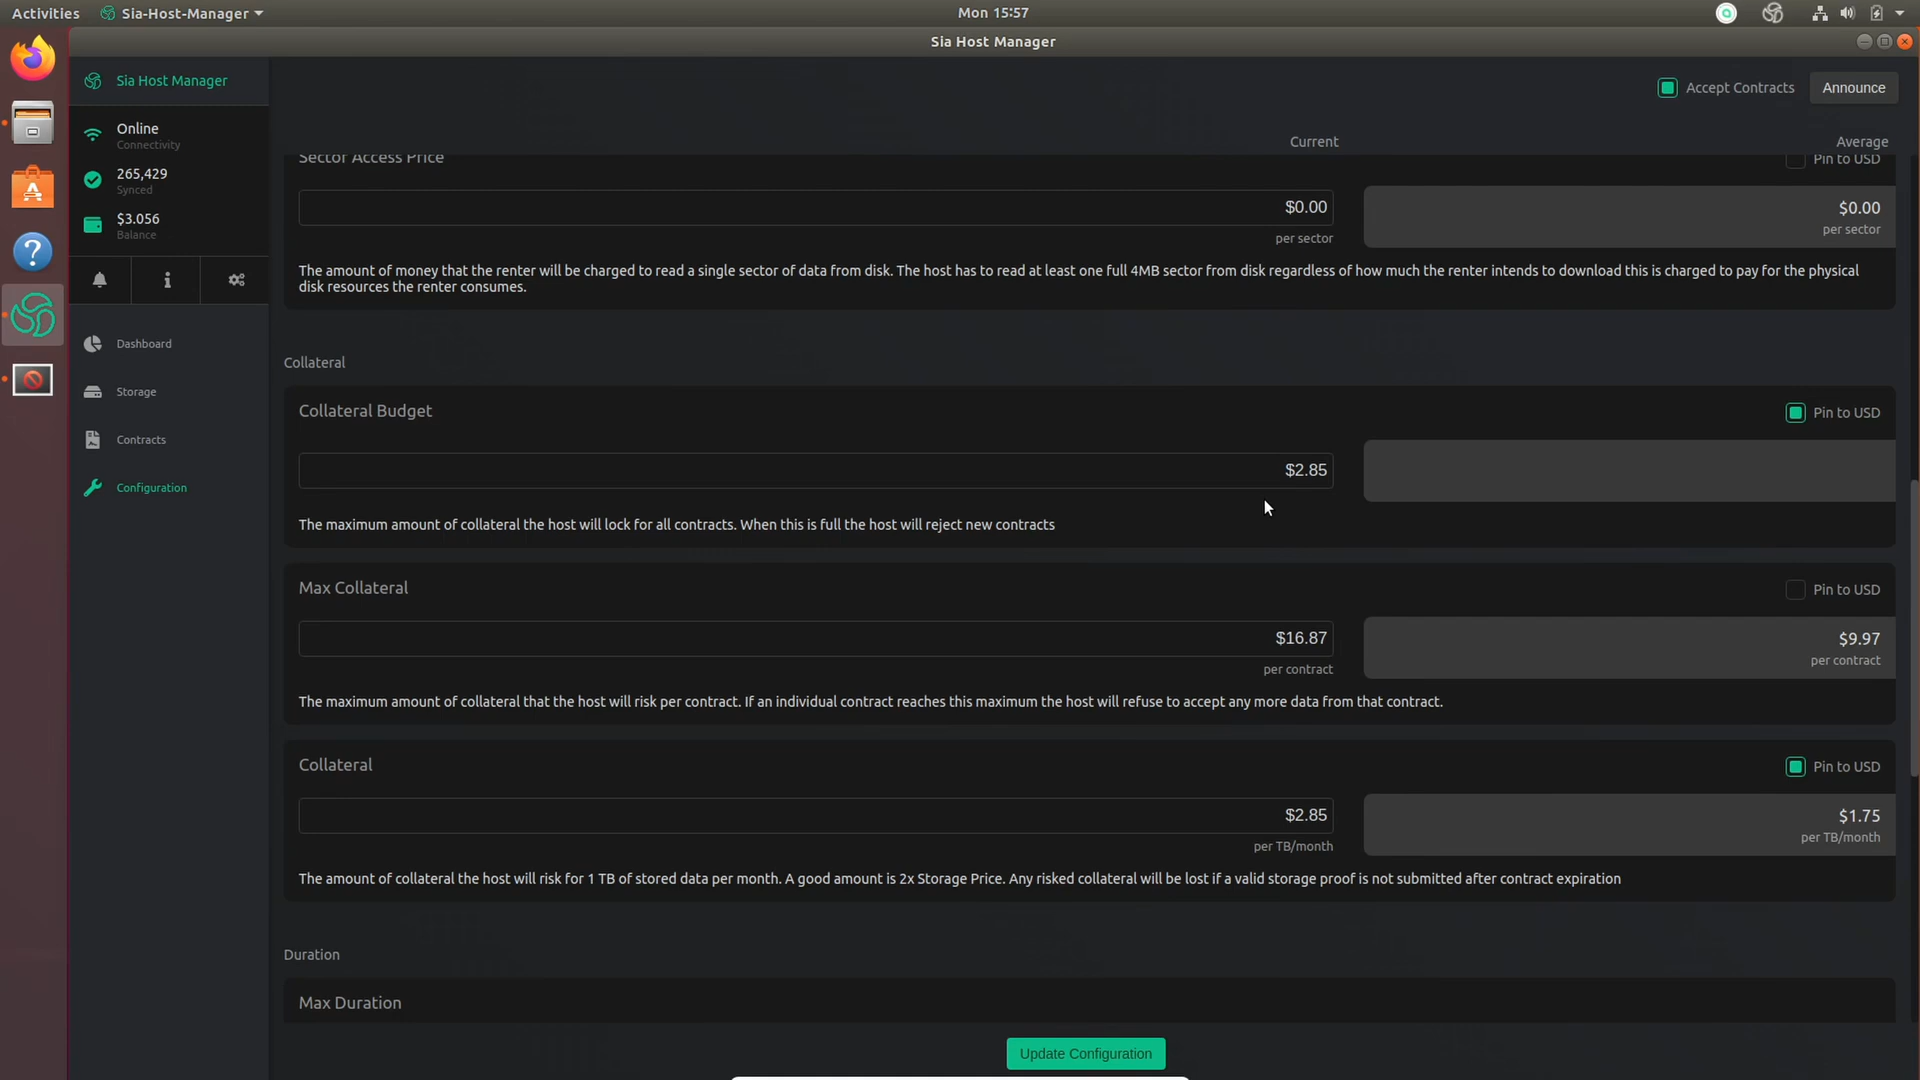 Activities
Sia-Host-Manager
Mon 15:57
Sia Host Manager
Sia Host Manager
Accept Contracts
Announce
Online
Connectivity
265,429
Synced
$3.056
Balance
Dashboard
Storage
Contracts
Configuration
Current
Average
Sector Access Price
Pin to USD
$0.00
per sector
$0.00
per sector
The amount of money that the renter will be charged to read a single sector of data from disk. The host has to read at least one full 4MB sector from disk regardless of how much the renter intends to download this is charged to pay for the physical
disk resources the renter consumes.
Collateral
Collateral Budget
Pin to USD
$2.85
The maximum amount of collateral the host will lock for all contracts. When this is full the host will reject new contracts
Max Collateral
Pin to USD
$16.87
per contract
$9.97
per contract
The maximum amount of collateral that the host will risk per contract. If an individual contract reaches this maximum the host will refuse to accept any more data from that contract.
Collateral
Pin to USD
$2.85
per TB/month
$1.75
per TB/month
The amount of collateral the host will risk for 1 TB of stored data per month. A good amount is 2x Storage Price. Any risked collateral will be lost if a valid storage proof is not submitted after contract expiration
Duration
Max Duration
Update Configuration